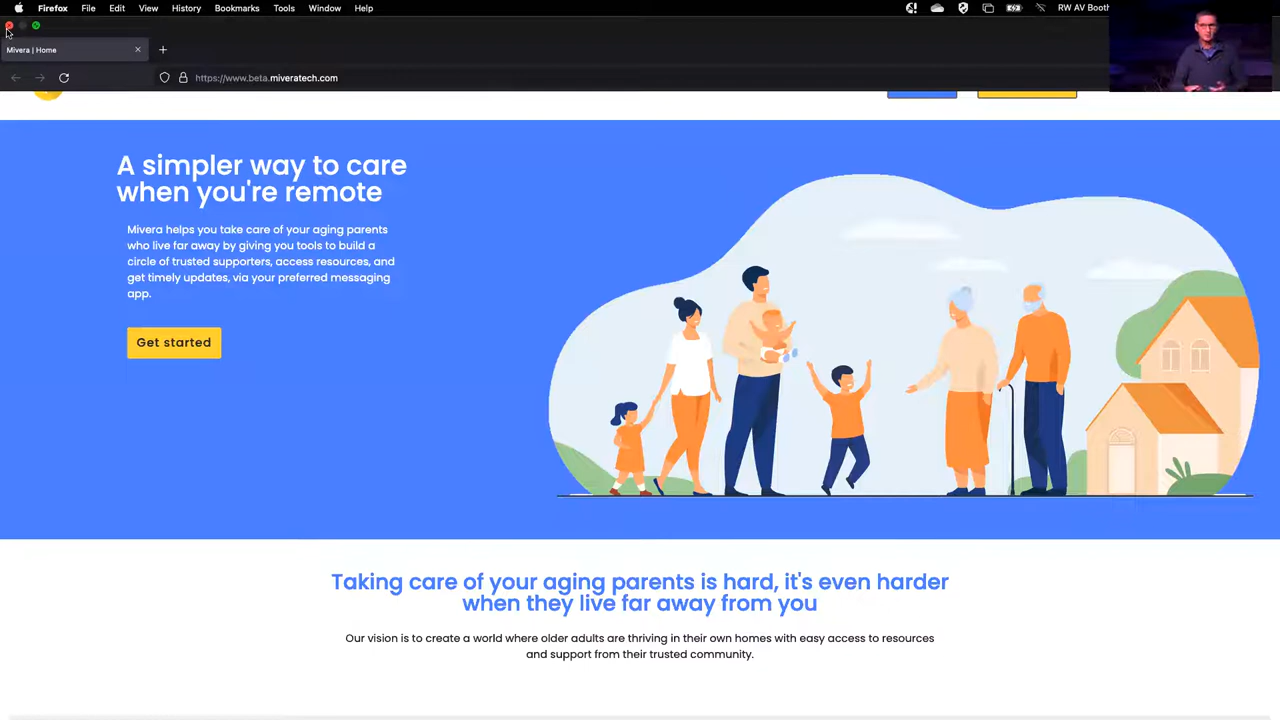 Firefox File Edit View History Bookmarks Tools Window Help RW AV Booth
Mivera | Home
https://www.beta.miveratech.com
A simpler way to care
when you're remote
Mivera helps you take care of your aging parents
who live far away by giving you tools to build a
circle of trusted supporters, access resources, and
get timely updates, via your preferred messaging
app.
Get started
Taking care of your aging parents is hard, it's even harder
when they live far away from you
Our vision is to create a world where older adults are thriving in their own homes with easy access to resources
and support from their trusted community.